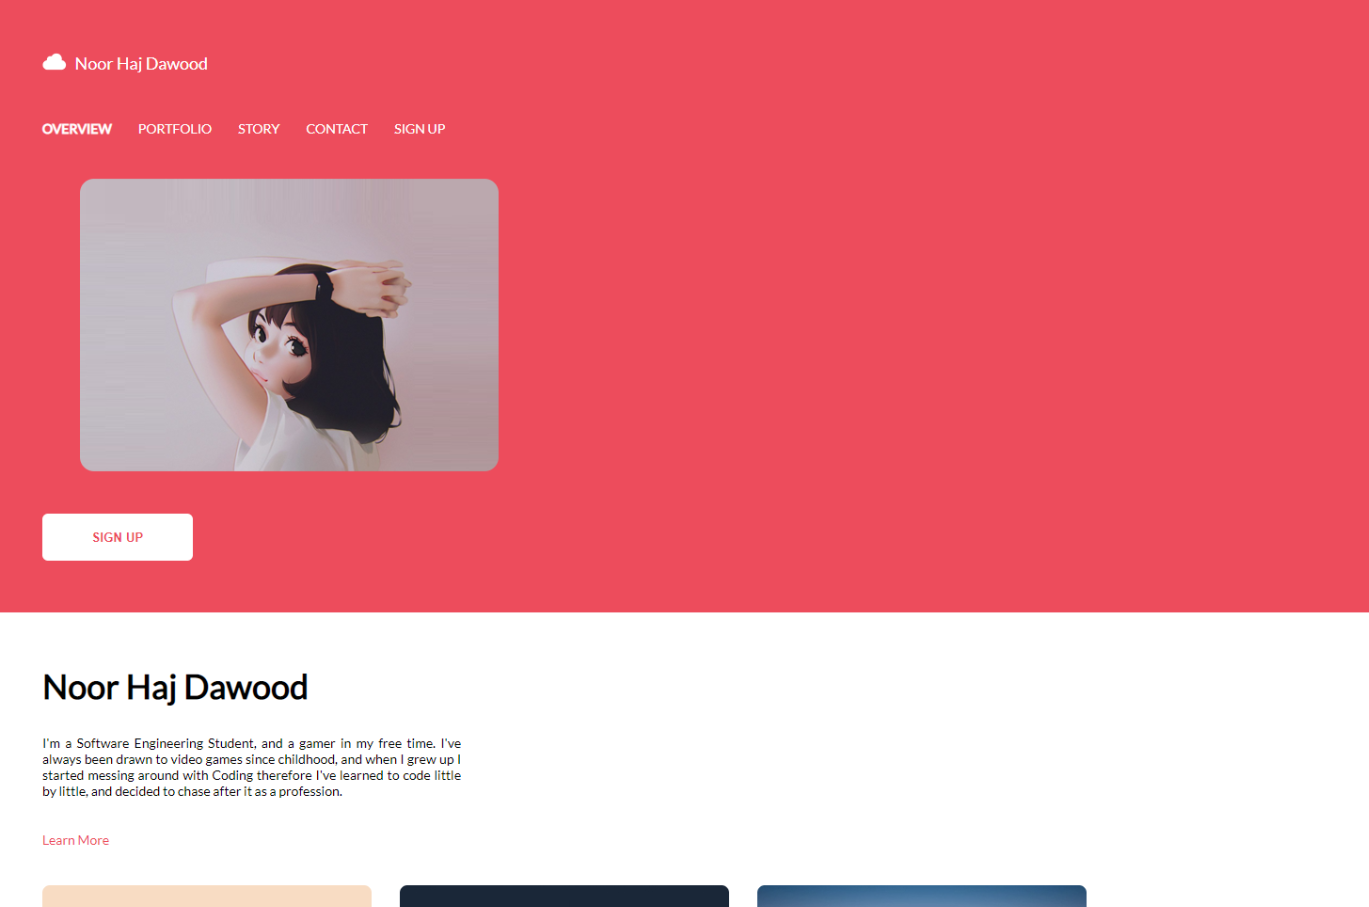 Noor Haj Dawood
OVERVIEW PORTFOLIO STORY CONTACT SIGN UP
SIGN UP
Noor Haj Dawood
I'm a Software Engineering Student, and a gamer in my free time. I've
always been drawn to video games since childhood, and when I grew up I
started messing around with Coding therefore I've learned to code little
by little, and decided to chase after it as a profession.
Learn More